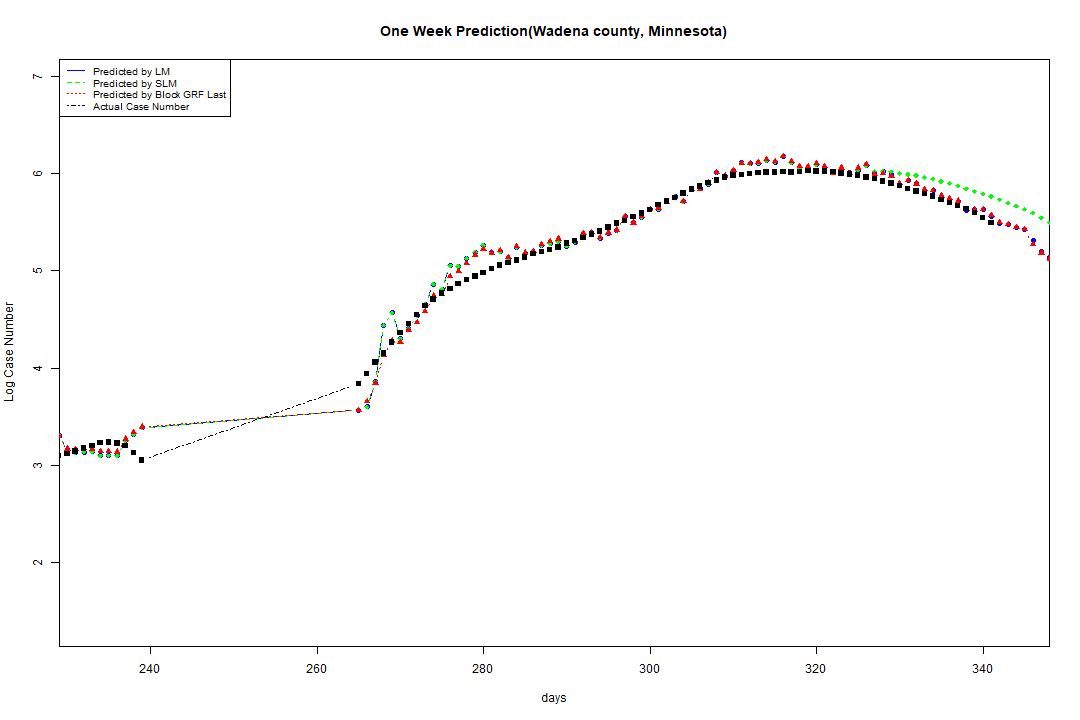 One Week Prediction(Wadena county, Minnesota)
Predicted by LM
Predicted by SLM
Predicted by Block GRF Last
Actual Case Number
7
6
5
4
3
2
Log Case Number
240 260 280 300 320 340
days